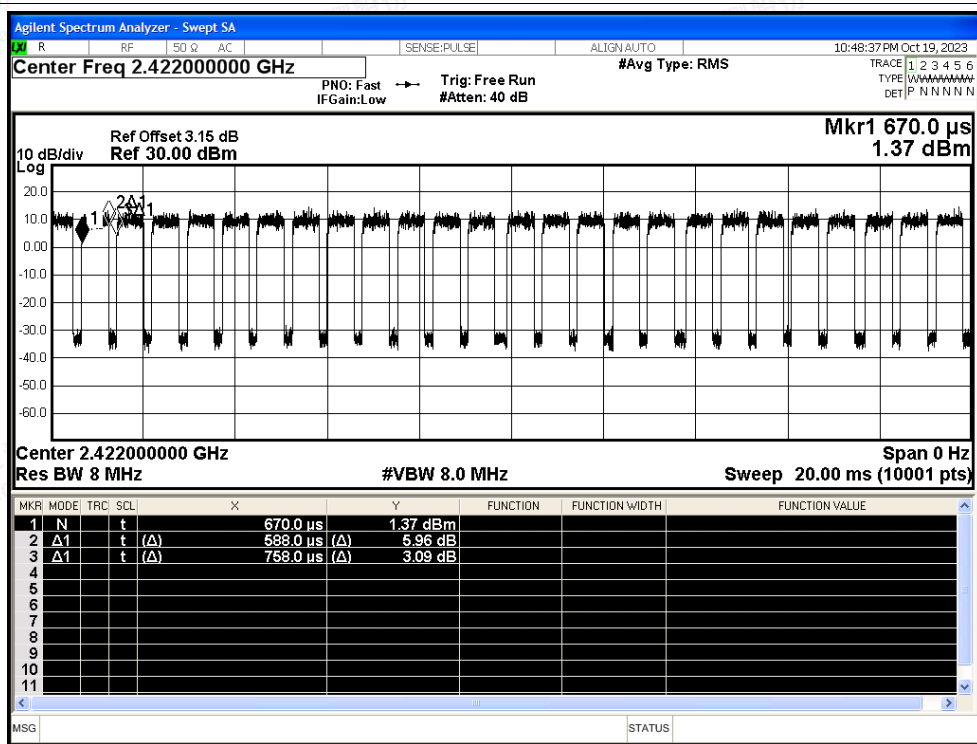 Agilent Spectrum Analyzer - Swept SA
LXI R RF 50 Ω AC SENSE:PULSE ALIGN AUTO 10:48:37 PM Oct 19, 2023
Center Freq 2.422000000 GHz
PNO: Fast
IFGain:Low
Trig: Free Run
#Atten: 40 dB
#Avg Type: RMS
TRACE 1 2 3 4 5 6
TYPE
DET P N N N N N
Mkr1 670.0 µs
1.37 dBm
Ref Offset 3.15 dB
10 dB/div Ref 30.00 dBm
Log
20.0
10.0
0.00
-10.0
-20.0
-30.0
-40.0
-50.0
-60.0
1
2Δ1
Center 2.422000000 GHz Span 0 Hz
Res BW 8 MHz #VBW 8.0 MHz Sweep 20.00 ms (10001 pts)
MKR MODE TRC SCL X Y FUNCTION FUNCTION WIDTH FUNCTION VALUE
1 N t 670.0 µs 1.37 dBm
2 Δ1 t (Δ) 588.0 µs (Δ) 5.96 dB
3 Δ1 t (Δ) 758.0 µs (Δ) 3.09 dB
4
5
6
7
8
9
10
11
MSG STATUS